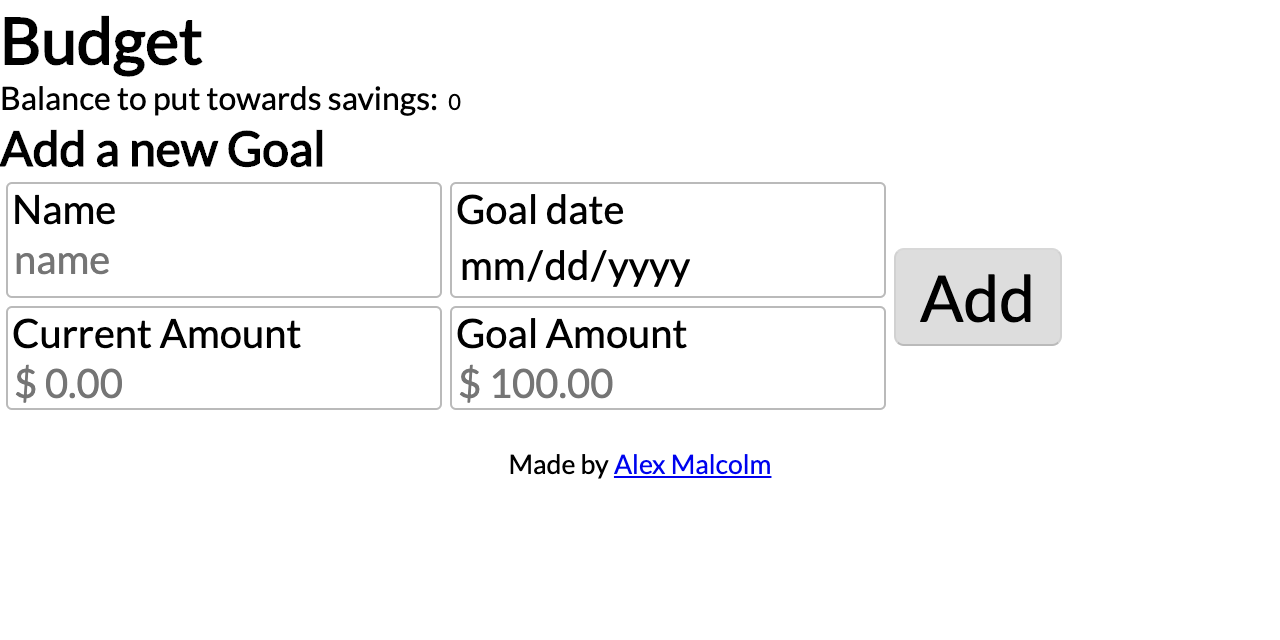 Budget
Balance to put towards savings: 0
Add a new Goal
Name
name
Goal date
mm/dd/yyyy
Current Amount
$ 0.00
Goal Amount
$ 100.00
Add
Made by Alex Malcolm